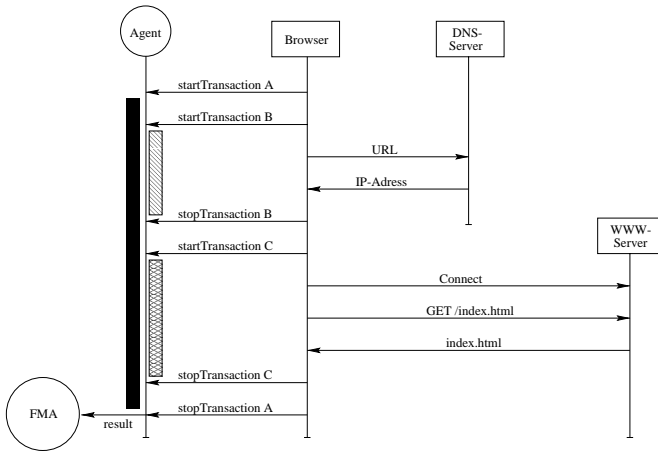 Agent
Browser
DNS-
Server
startTransaction A
startTransaction B
URL
IP-Adress
stopTransaction B
startTransaction C
WWW-
Server
Connect
GET /index.html
index.html
stopTransaction C
stopTransaction A
FMA
result